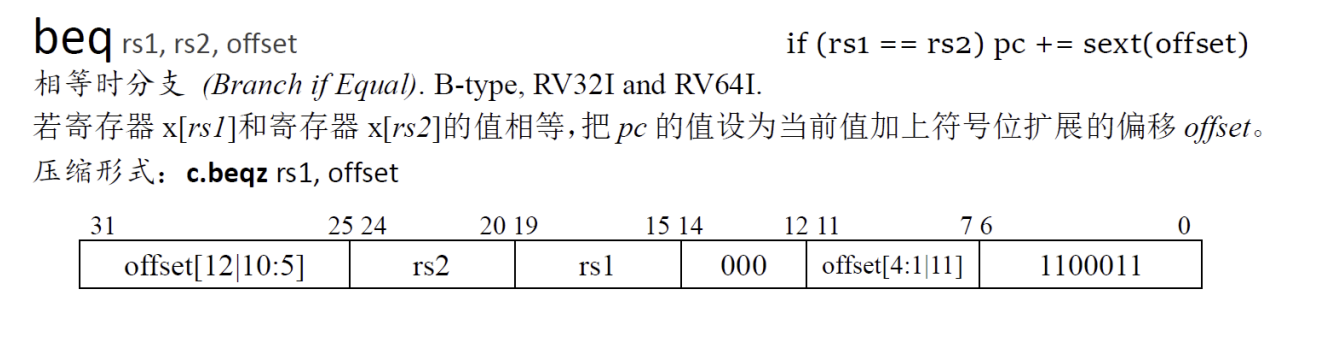 beq rs1, rs2, offset if (rs1 == rs2) pc += sext(offset)
相等时分支 (Branch if Equal). B-type, RV32I and RV64I.
若寄存器 x[rs1]和寄存器 x[rs2]的值相等，把 pc 的值设为当前值加上符号位扩展的偏移 offset。
压缩形式：c.beqz rs1, offset
31 25 24 20 19 15 14 12 11 7 6 0
offset[12|10:5] rs2 rs1 000 offset[4:1|11] 1100011